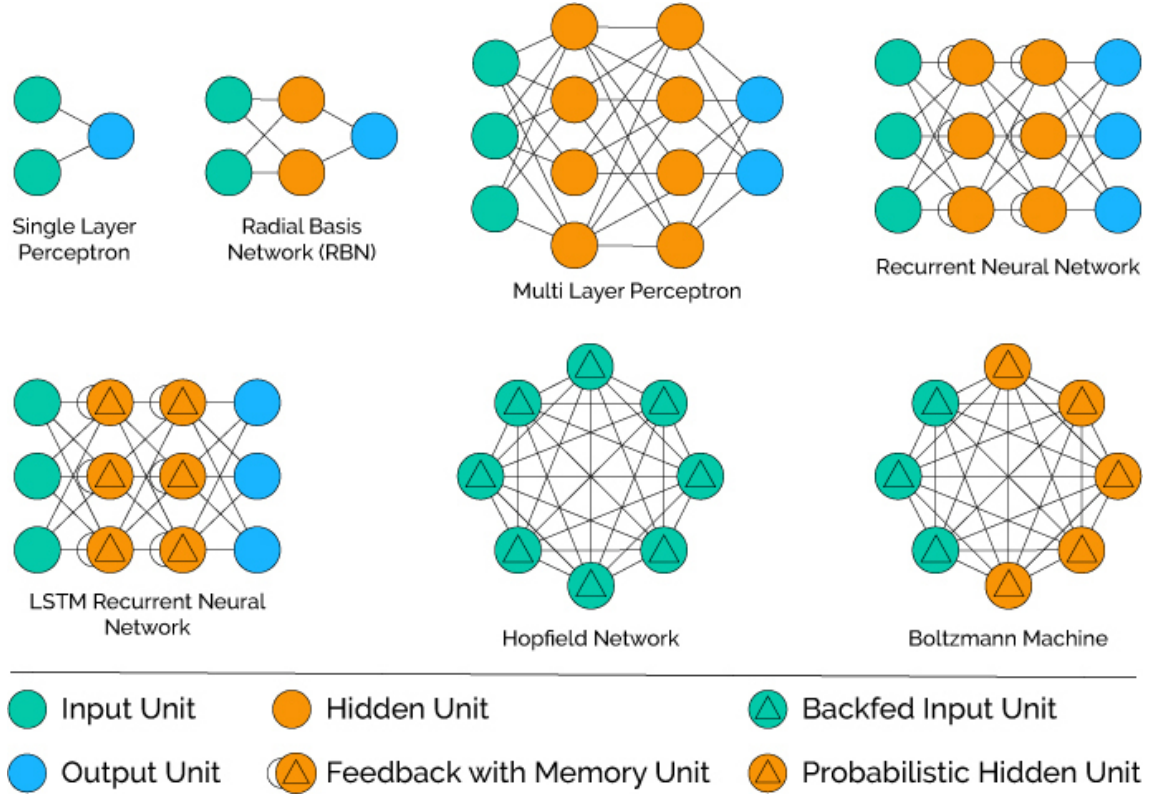 Single Layer
Perceptron
Radial Basis
Network (RBN)
Multi Layer Perceptron
Recurrent Neural Network
LSTM Recurrent Neural
Network
Hopfield Network
Boltzmann Machine
Input Unit
Hidden Unit
Backfed Input Unit
Output Unit
Feedback with Memory Unit
Probabilistic Hidden Unit